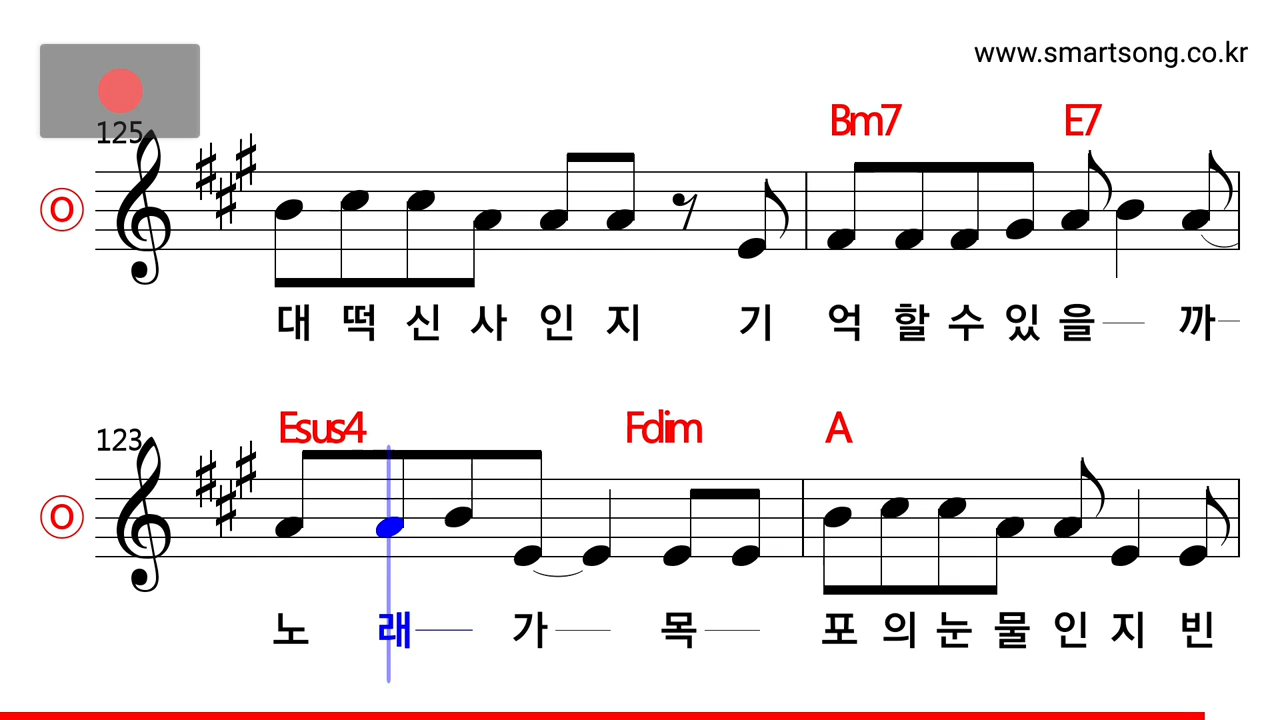 www.smartsong.co.kr
125
Bm7 E7
O
대 떡 신 사 인 지 기 억 할 수 있 을 까
123
Esus4 Fdim A
O
노 래 가 목 포 의 눈 물 인 지 빈